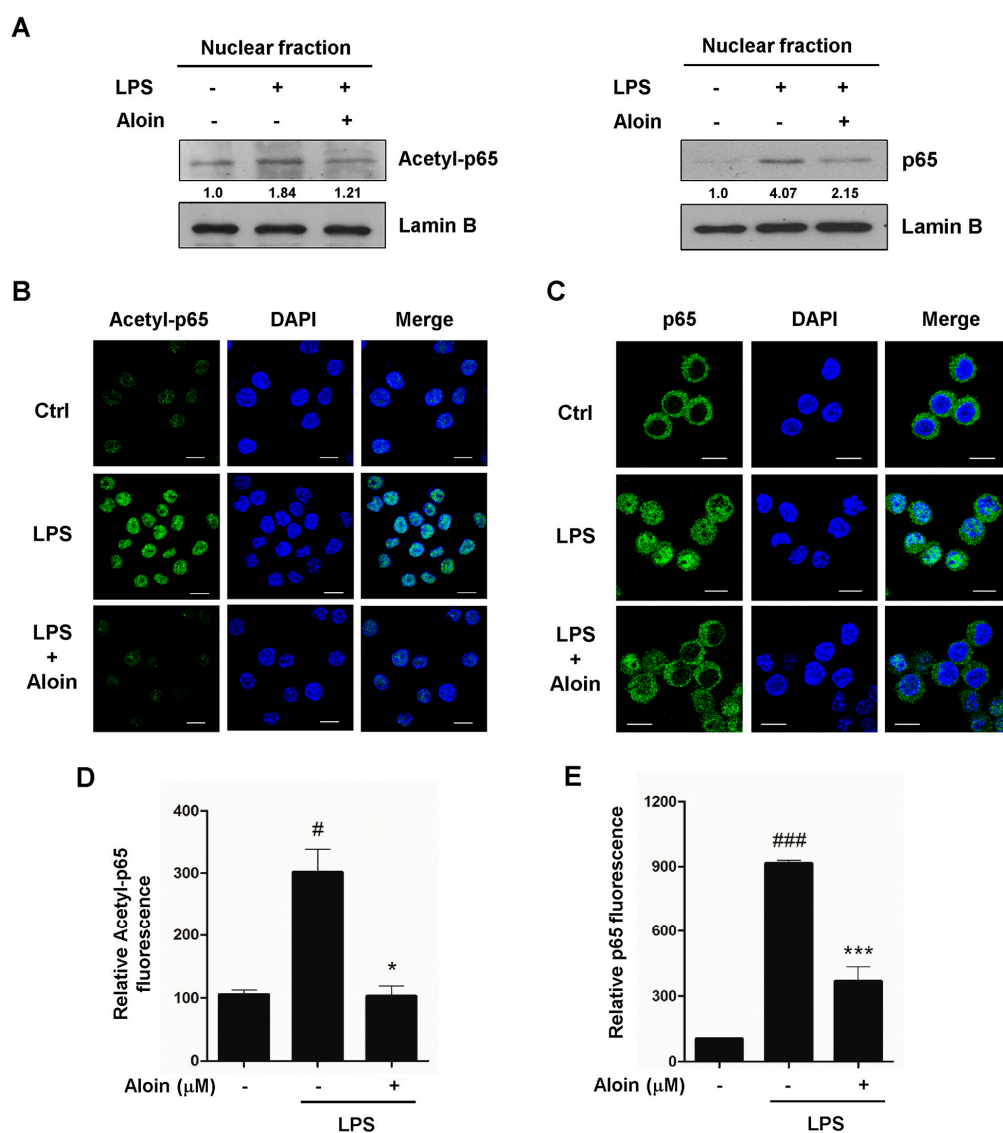 A
Nuclear fraction
LPS - + +
Aloin - - +
Acetyl-p65
1.0 1.84 1.21
Lamin B
Nuclear fraction
LPS - + +
Aloin - - +
p65
1.0 4.07 2.15
Lamin B
B
Acetyl-p65 DAPI Merge
Ctrl
LPS
LPS
+
Aloin
C
p65 DAPI Merge
Ctrl
LPS
LPS
+
Aloin
D
Relative Acetyl-p65
fluorescence
400
300
200
100
0
#
*
Aloin (µM) - - +
LPS
E
Relative p65 fluorescence
1200
900
600
300
0
###
***
Aloin (µM) - - +
LPS